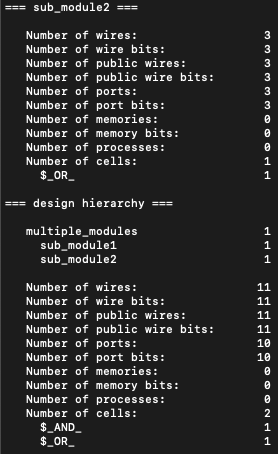 === sub_module2 ===
Number of wires: 3
Number of wire bits: 3
Number of public wires: 3
Number of public wire bits: 3
Number of ports: 3
Number of port bits: 3
Number of memories: 0
Number of memory bits: 0
Number of processes: 0
Number of cells: 1
$_OR_ 1
=== design hierarchy ===
multiple_modules 1
sub_module1 1
sub_module2 1
Number of wires: 11
Number of wire bits: 11
Number of public wires: 11
Number of public wire bits: 11
Number of ports: 10
Number of port bits: 10
Number of memories: 0
Number of memory bits: 0
Number of processes: 0
Number of cells: 2
$_AND_ 1
$_OR_ 1